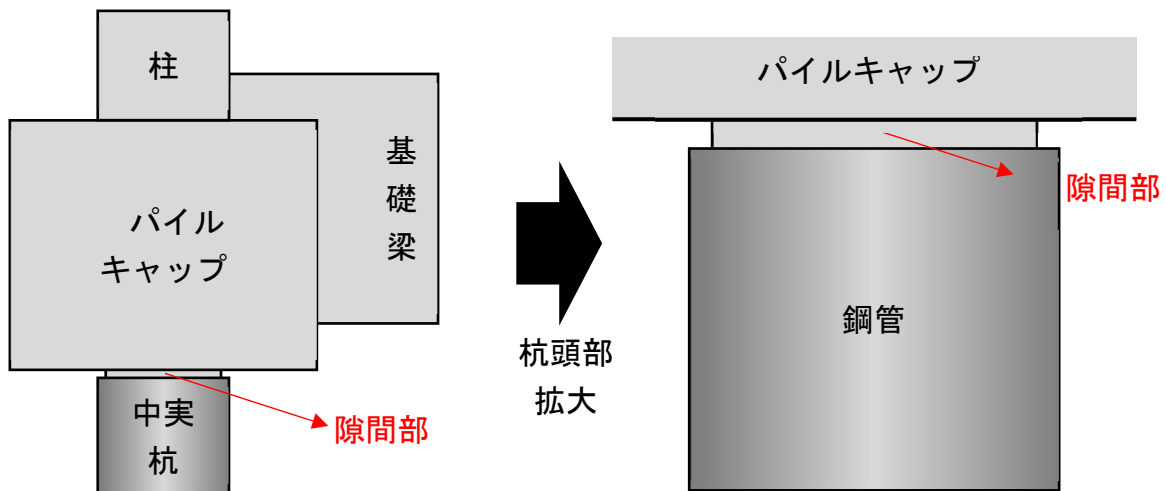 柱
基
礎
梁
パイル
キャップ
中実
杭
隙間部
杭頭部
拡大
パイルキャップ
隙間部
鋼管